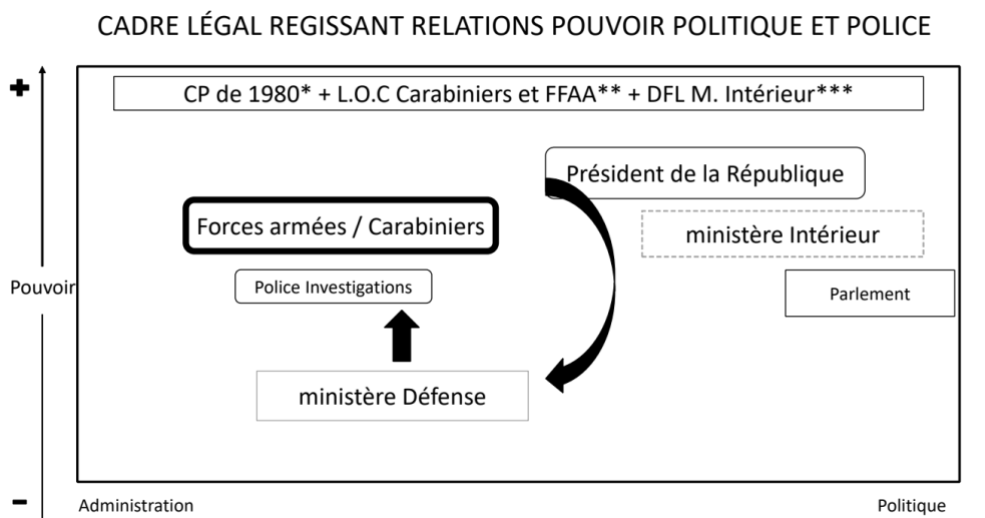 CADRE LÉGAL REGISSANT RELATIONS POUVOIR POLITIQUE ET POLICE
+
CP de 1980* + L.O.C Carabiniers et FFAA** + DFL M. Intérieur***
Président de la République
Forces armées / Carabiniers
ministère Intérieur
Police Investigations
Pouvoir
Parlement
ministère Défense
-
Administration
Politique